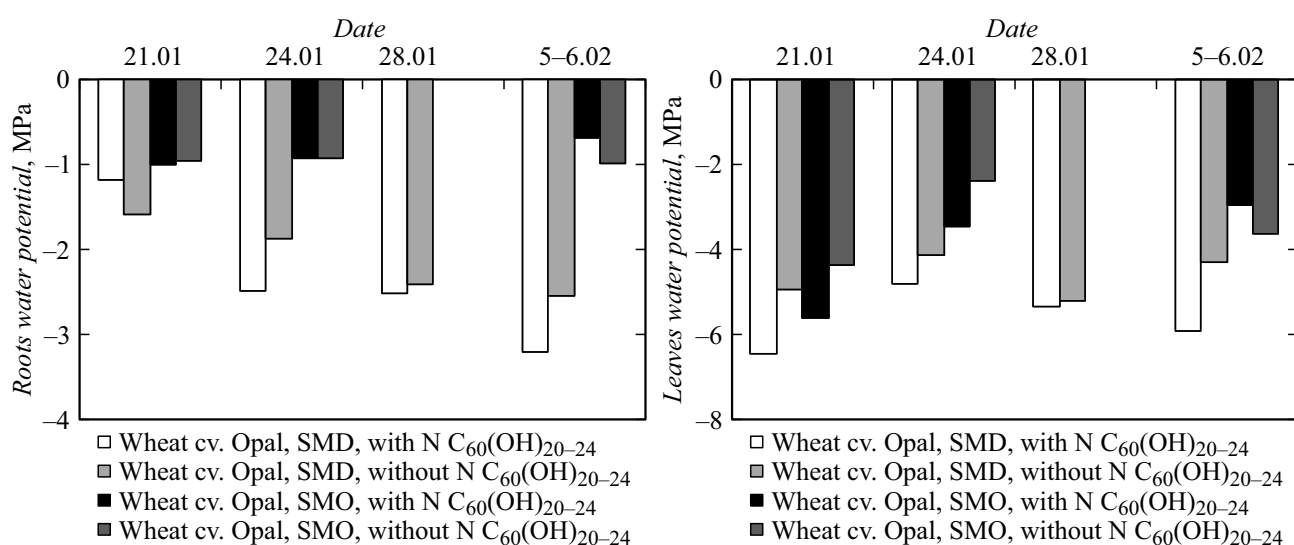 Date
21.01 24.01 28.01 5–6.02
0
–1
–2
–3
–4
Roots water potential, MPa
□ Wheat cv. Opal, SMD, with N C₆₀(OH)₂₀₋₂₄
Wheat cv. Opal, SMD, without N C₆₀(OH)₂₀₋₂₄
Wheat cv. Opal, SMO, with N C₆₀(OH)₂₀₋₂₄
Wheat cv. Opal, SMO, without N C₆₀(OH)₂₀₋₂₄
Date
21.01 24.01 28.01 5–6.02
0
–2
–4
–6
–8
Leaves water potential, MPa
Wheat cv. Opal, SMD, with N C₆₀(OH)₂₀₋₂₄
Wheat cv. Opal, SMD, without N C₆₀(OH)₂₀₋₂₄
Wheat cv. Opal, SMO, with N C₆₀(OH)₂₀₋₂₄
Wheat cv. Opal, SMO, without N C₆₀(OH)₂₀₋₂₄